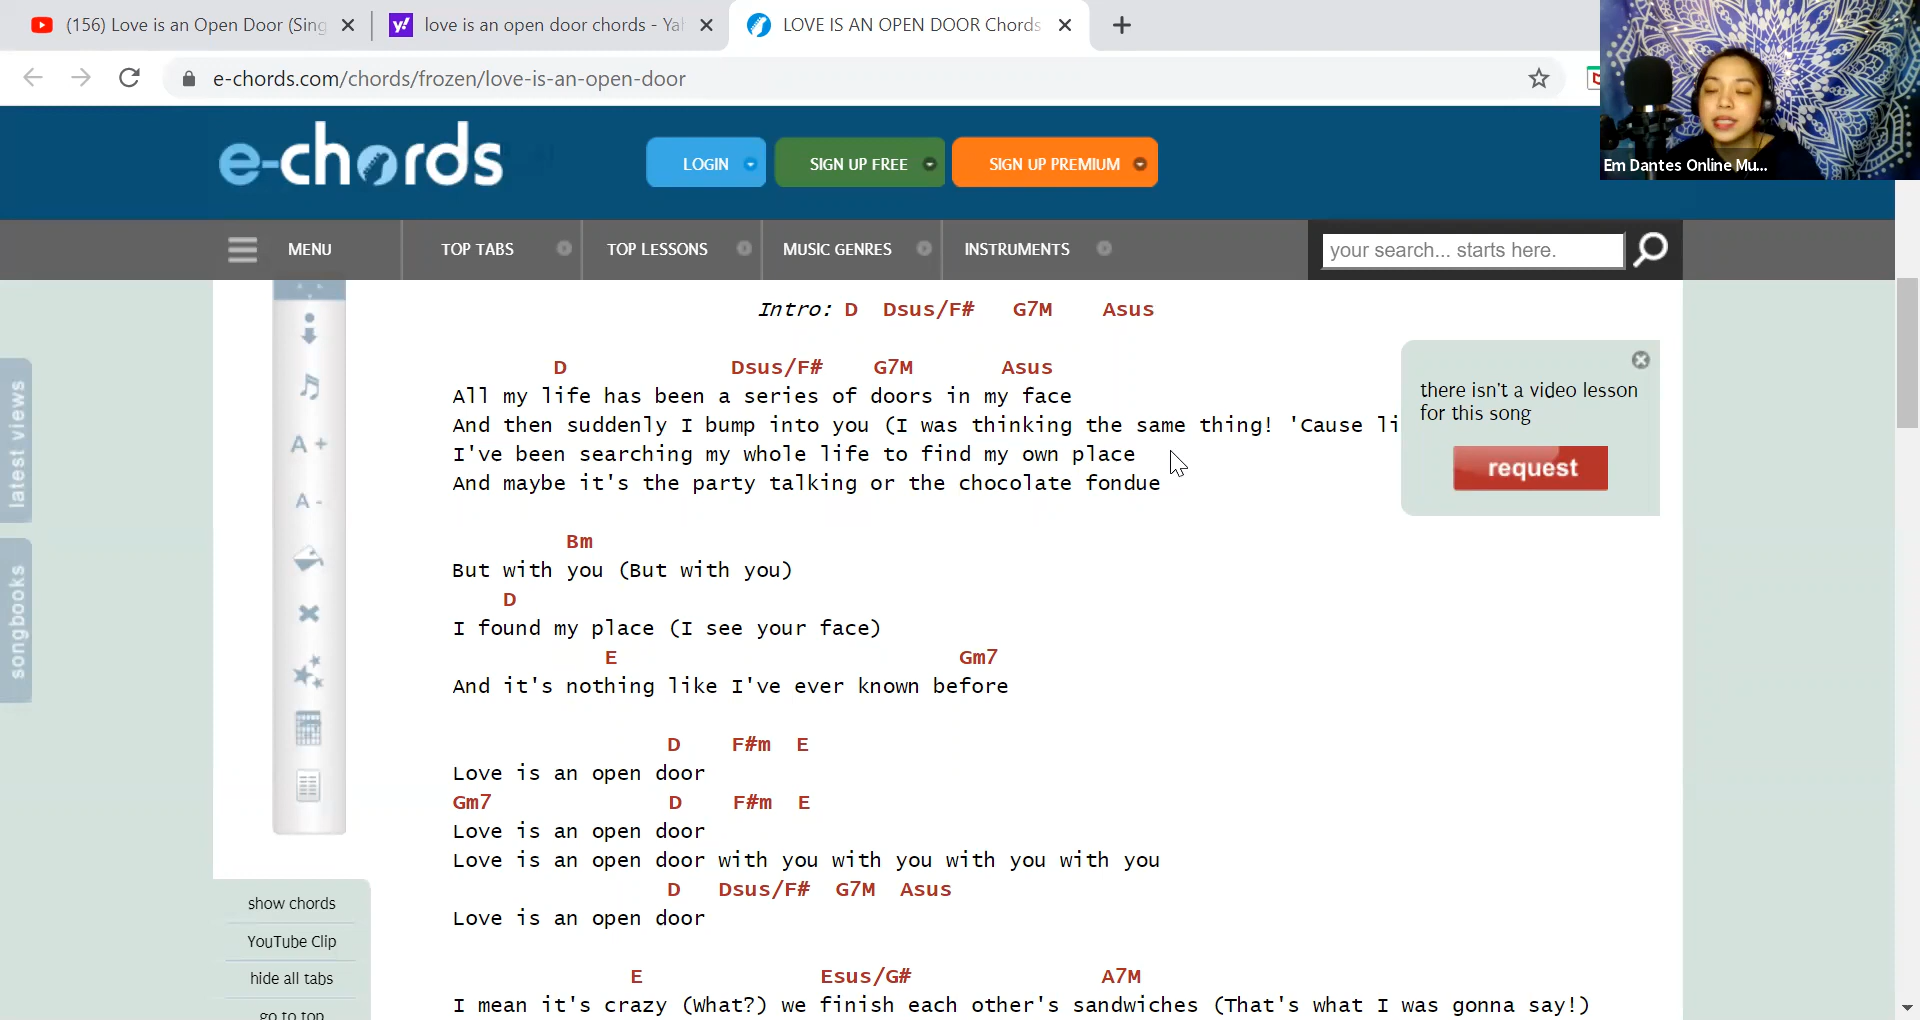 (156) Love is an Open Door (Sing
love is an open door chords - Yah
LOVE IS AN OPEN DOOR Chords
e-chords.com/chords/frozen/love-is-an-open-door
Em Dantes Online Mu...
e-chords
LOGIN
SIGN UP FREE
SIGN UP PREMIUM
MENU
TOP TABS
TOP LESSONS
MUSIC GENRES
INSTRUMENTS
your search... starts here.
latest views
songbooks
A +
A -
Intro: D Dsus/F# G7M Asus
D Dsus/F# G7M Asus
All my life has been a series of doors in my face
And then suddenly I bump into you (I was thinking the same thing! 'Cause li
I've been searching my whole life to find my own place
And maybe it's the party talking or the chocolate fondue
Bm
But with you (But with you)
D
I found my place (I see your face)
E Gm7
And it's nothing like I've ever known before
D F#m E
Love is an open door
Gm7 D F#m E
Love is an open door
Love is an open door with you with you with you with you
D Dsus/F# G7M Asus
Love is an open door
E Esus/G# A7M
I mean it's crazy (What?) we finish each other's sandwiches (That's what I was gonna say!)
there isn't a video lesson
for this song
request
show chords
YouTube Clip
hide all tabs
go to top